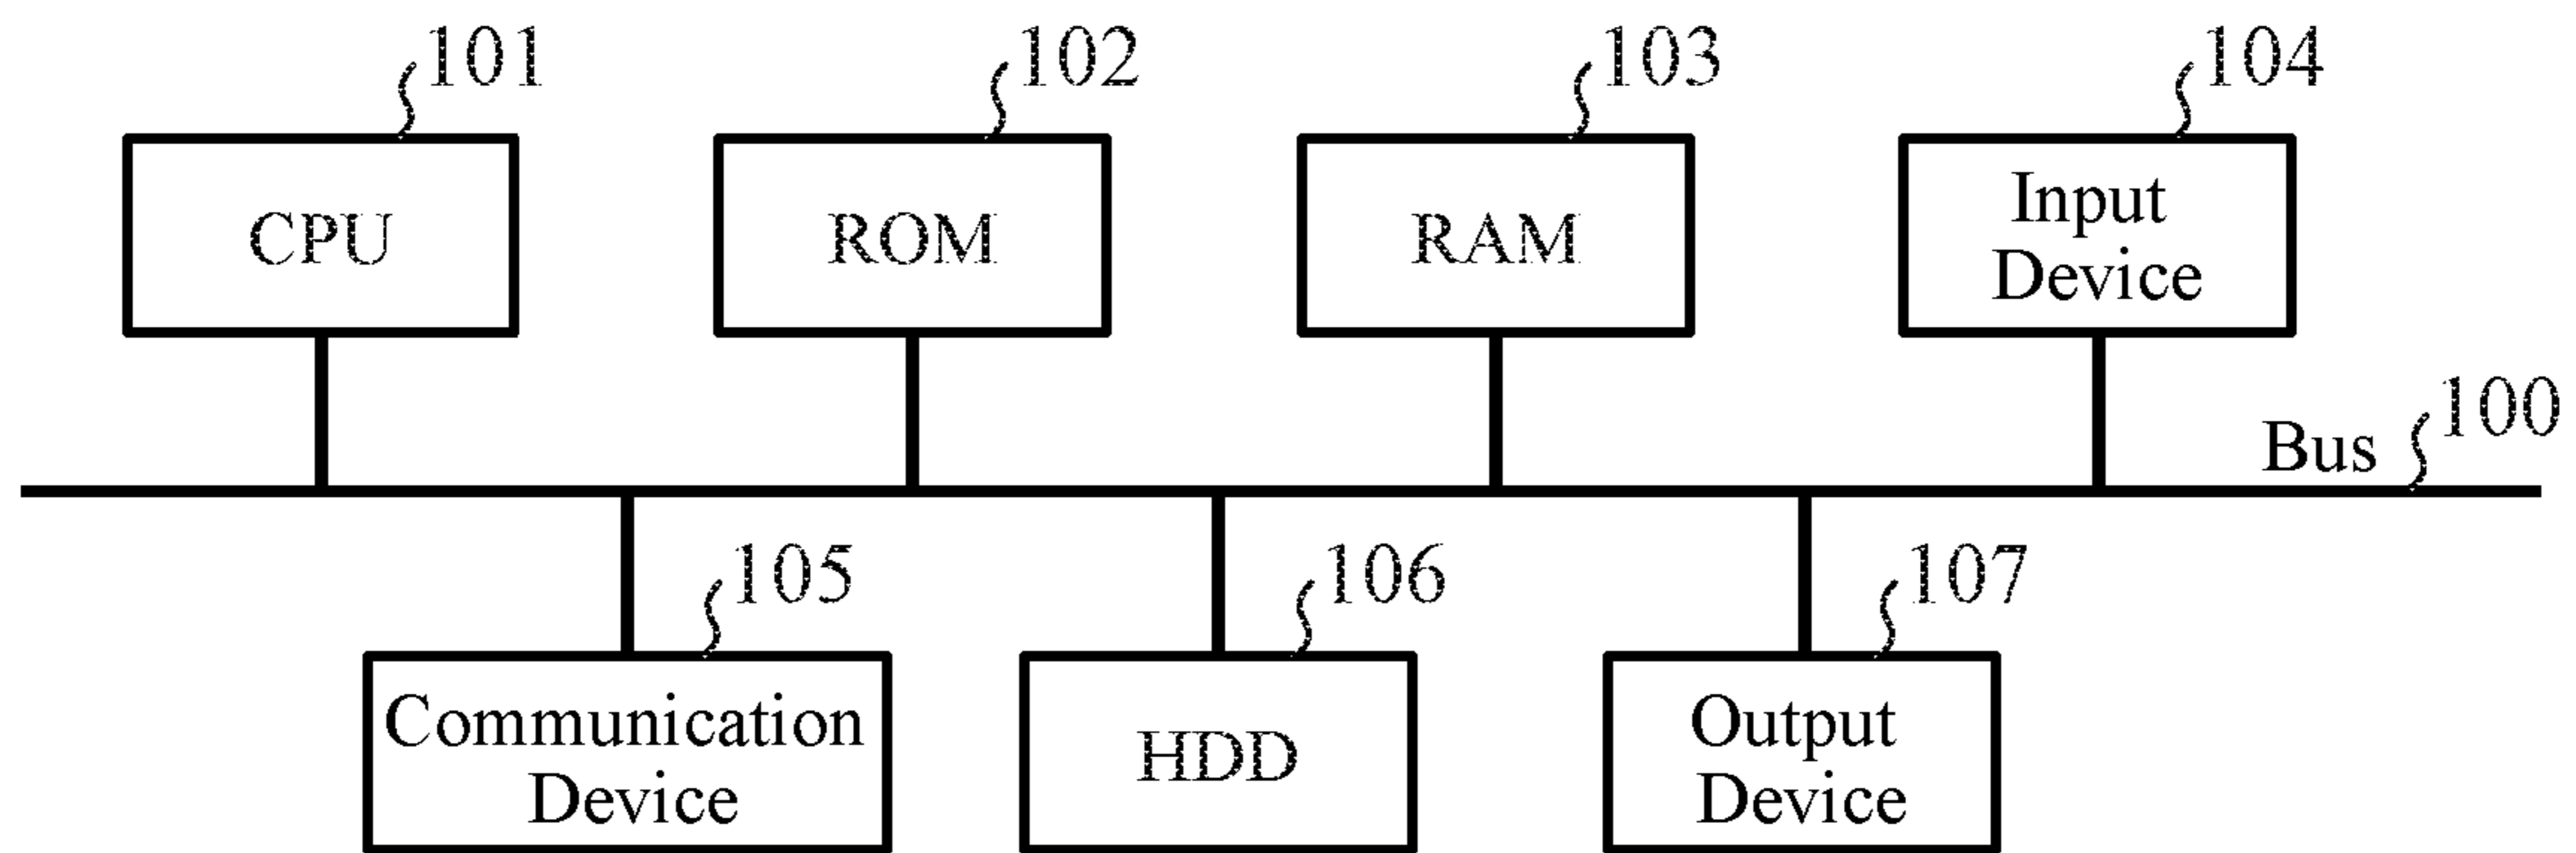 101
102
103
104
CPU
ROM
RAM
Input
Device
Bus
100
105
106
107
Communication
Device
HDD
Output
Device